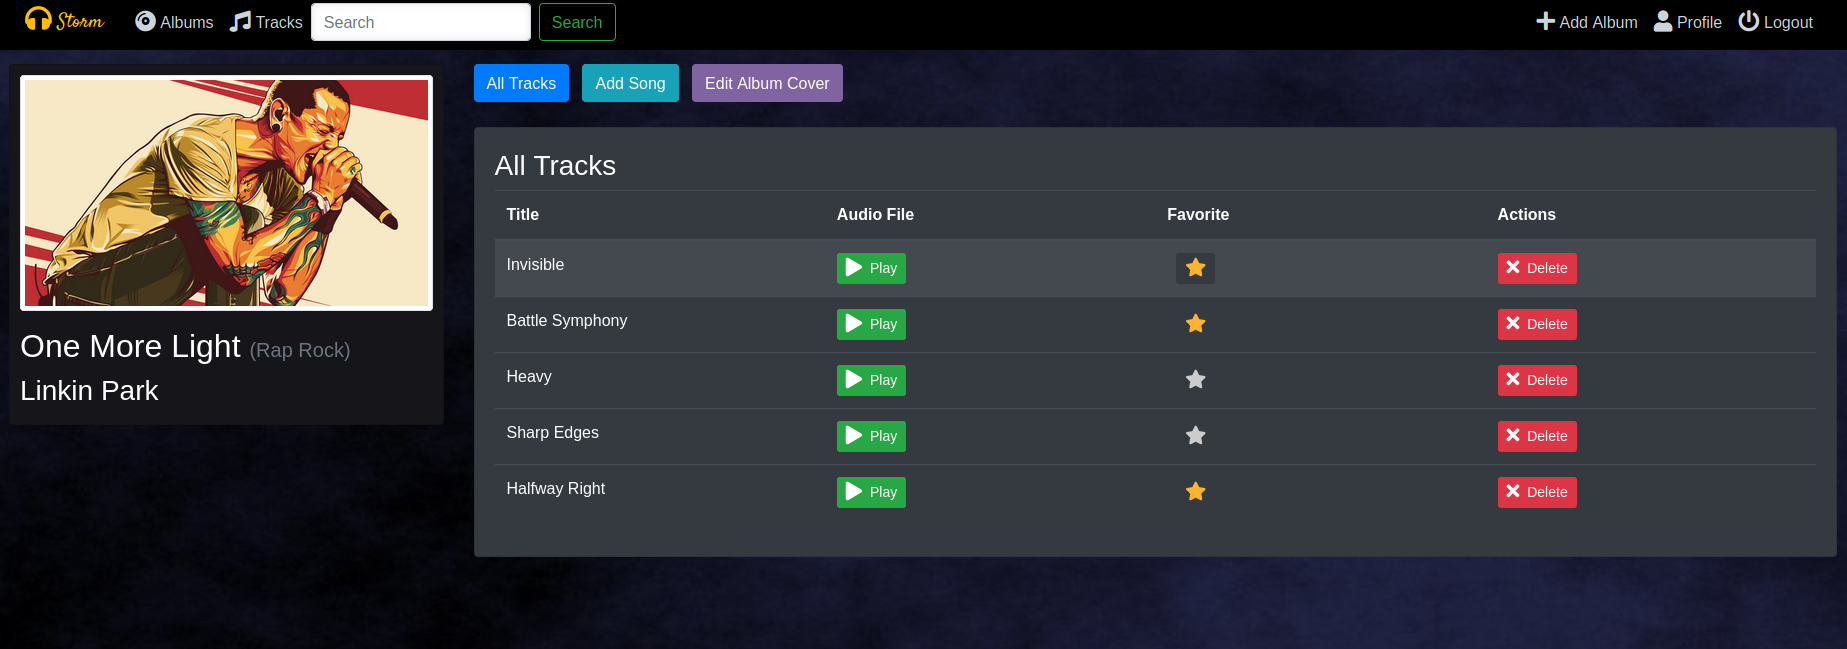 Storm Albums Tracks Search Search Add Album Profile Logout
All Tracks Add Song Edit Album Cover
One More Light (Rap Rock)
Linkin Park
All Tracks
Title Audio File Favorite Actions
Invisible Play Delete
Battle Symphony Play Delete
Heavy Play Delete
Sharp Edges Play Delete
Halfway Right Play Delete